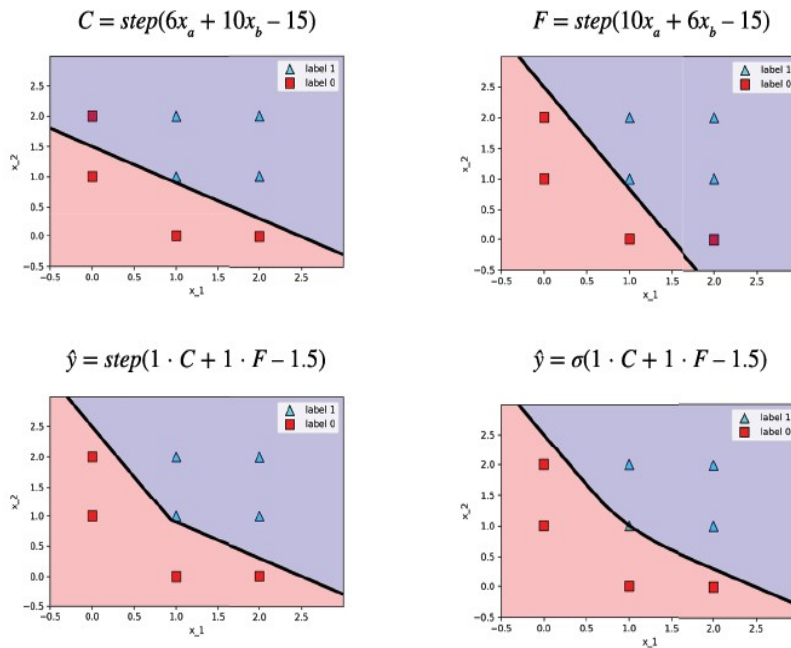 C = step(6x_a + 10x_b – 15)
label 1
label 0
2.5
2.0
1.5
1.0
0.5
0.0
−0.5
x_2
−0.5 0.0 0.5 1.0 1.5 2.0 2.5
x_1
F = step(10x_a + 6x_b – 15)
label 1
label 0
2.5
2.0
1.5
1.0
0.5
0.0
−0.5
x_2
−0.5 0.0 0.5 1.0 1.5 2.0 2.5
x_1
ŷ = step(1 · C + 1 · F – 1.5)
label 1
label 0
2.5
2.0
1.5
1.0
0.5
0.0
−0.5
x_2
−0.5 0.0 0.5 1.0 1.5 2.0 2.5
x_1
ŷ = σ(1 · C + 1 · F – 1.5)
label 1
label 0
2.5
2.0
1.5
1.0
0.5
0.0
−0.5
x_2
−0.5 0.0 0.5 1.0 1.5 2.0 2.5
x_1